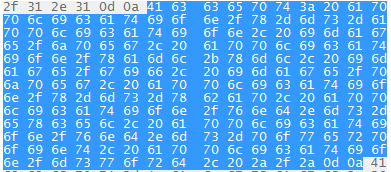 2f 31 2e 31 0d 0a 41 63 63 65 70 74 3a 20 61 70
70 6c 69 63 61 74 69 6f 6e 2f 78 2d 6d 73 2d 61
70 70 6c 69 63 61 74 69 6f 6e 2c 20 69 6d 61 67
65 2f 6a 70 65 67 2c 20 61 70 70 6c 69 63 61 74
69 6f 6e 2f 78 61 6d 6c 2b 78 6d 6c 2c 20 69 6d
61 67 65 2f 67 69 66 2c 20 69 6d 61 67 65 2f 70
6a 70 65 67 2c 20 61 70 70 6c 69 63 61 74 69 6f
6e 2f 78 2d 6d 73 2d 78 62 61 70 2c 20 61 70 70
6c 69 63 61 74 69 6f 6e 2f 76 6e 64 2e 6d 73 2d
65 78 63 65 6c 2c 20 61 70 70 6c 69 63 61 74 69
6f 6e 2f 76 6e 64 2e 6d 73 2d 70 6f 77 65 72 70
6f 69 6e 74 2c 20 61 70 70 6c 69 63 61 74 69 6f
6e 2f 6d 73 77 6f 72 64 2c 20 2a 2f 2a 0d 0a 41